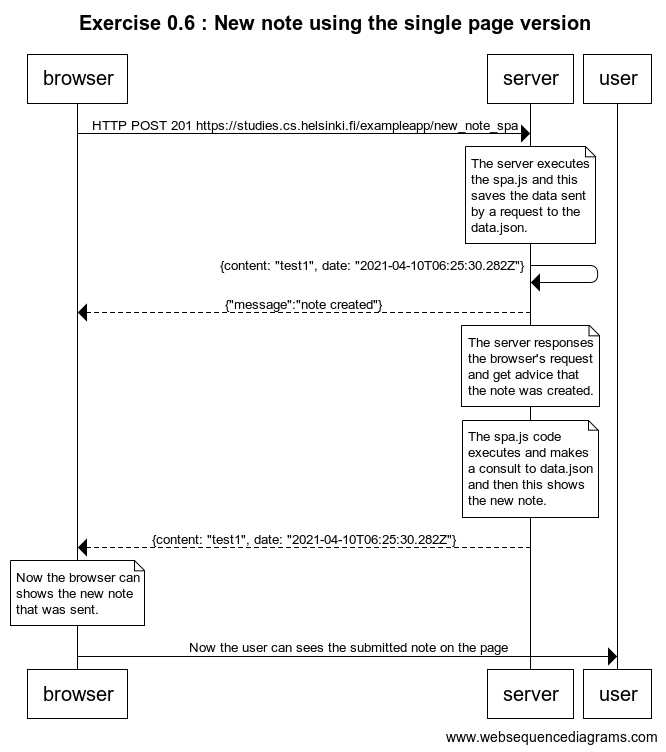 Exercise 0.6 : New note using the single page version
browser
server
user
HTTP POST 201 https://studies.cs.helsinki.fi/exampleapp/new_note_spa
The server executes
the spa.js and this
saves the data sent
by a request to the
data.json.
{content: "test1", date: "2021-04-10T06:25:30.282Z"}
{"message":"note created"}
The server responses
the browser's request
and get advice that
the note was created.
The spa.js code
executes and makes
a consult to data.json
and then this shows
the new note.
{content: "test1", date: "2021-04-10T06:25:30.282Z"}
Now the browser can
shows the new note
that was sent.
Now the user can sees the submitted note on the page
browser
server
user
www.websequencediagrams.com